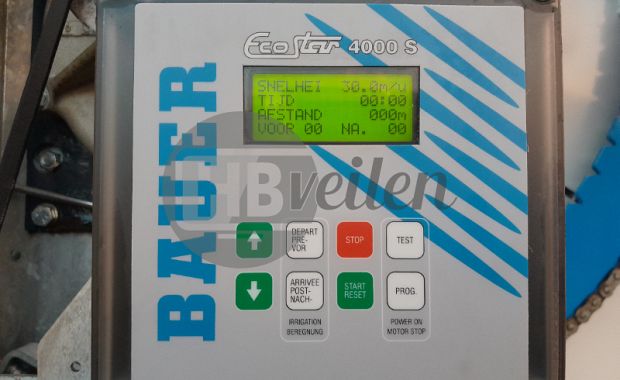 EcoStar 4000 S
BAUER
SNELHEI 30.0m/u
TIJD 00:00
AFSTAND 000m
VOOR 00 NA. 00
HBveilen
DEPART
PRE-
VOR
STOP
TEST
ARRIVEE
POST-
NACH-
START
RESET
PROG.
IRRIGATION
BEREGNUNG
POWER ON
MOTOR STOP